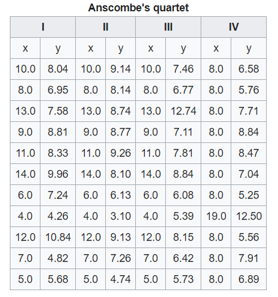 Anscombe's quartet
I II III IV
x y x y x y x y
10.0 8.04 10.0 9.14 10.0 7.46 8.0 6.58
8.0 6.95 8.0 8.14 8.0 6.77 8.0 5.76
13.0 7.58 13.0 8.74 13.0 12.74 8.0 7.71
9.0 8.81 9.0 8.77 9.0 7.11 8.0 8.84
11.0 8.33 11.0 9.26 11.0 7.81 8.0 8.47
14.0 9.96 14.0 8.10 14.0 8.84 8.0 7.04
6.0 7.24 6.0 6.13 6.0 6.08 8.0 5.25
4.0 4.26 4.0 3.10 4.0 5.39 19.0 12.50
12.0 10.84 12.0 9.13 12.0 8.15 8.0 5.56
7.0 4.82 7.0 7.26 7.0 6.42 8.0 7.91
5.0 5.68 5.0 4.74 5.0 5.73 8.0 6.89